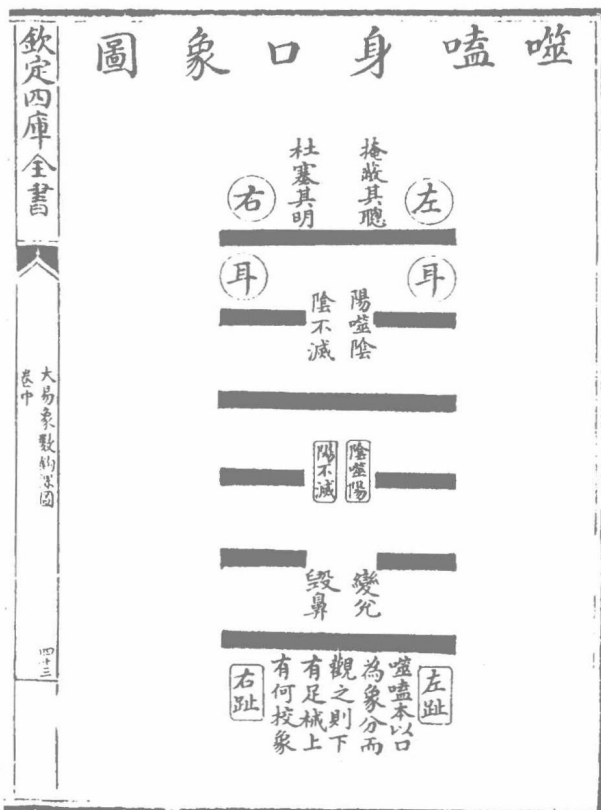 噬嗑身口象圖
左耳
掩蔽其聰
杜塞其明
右耳
陽噬陰
陰不滅
陰噬陽
陽不滅
變兌
毀鼻
左趾
噬嗑本以口
為象分而
觀之則下
有足械上
有何校象
右趾
欽定四庫全書
大易象數鈎深圖
卷中
四十三